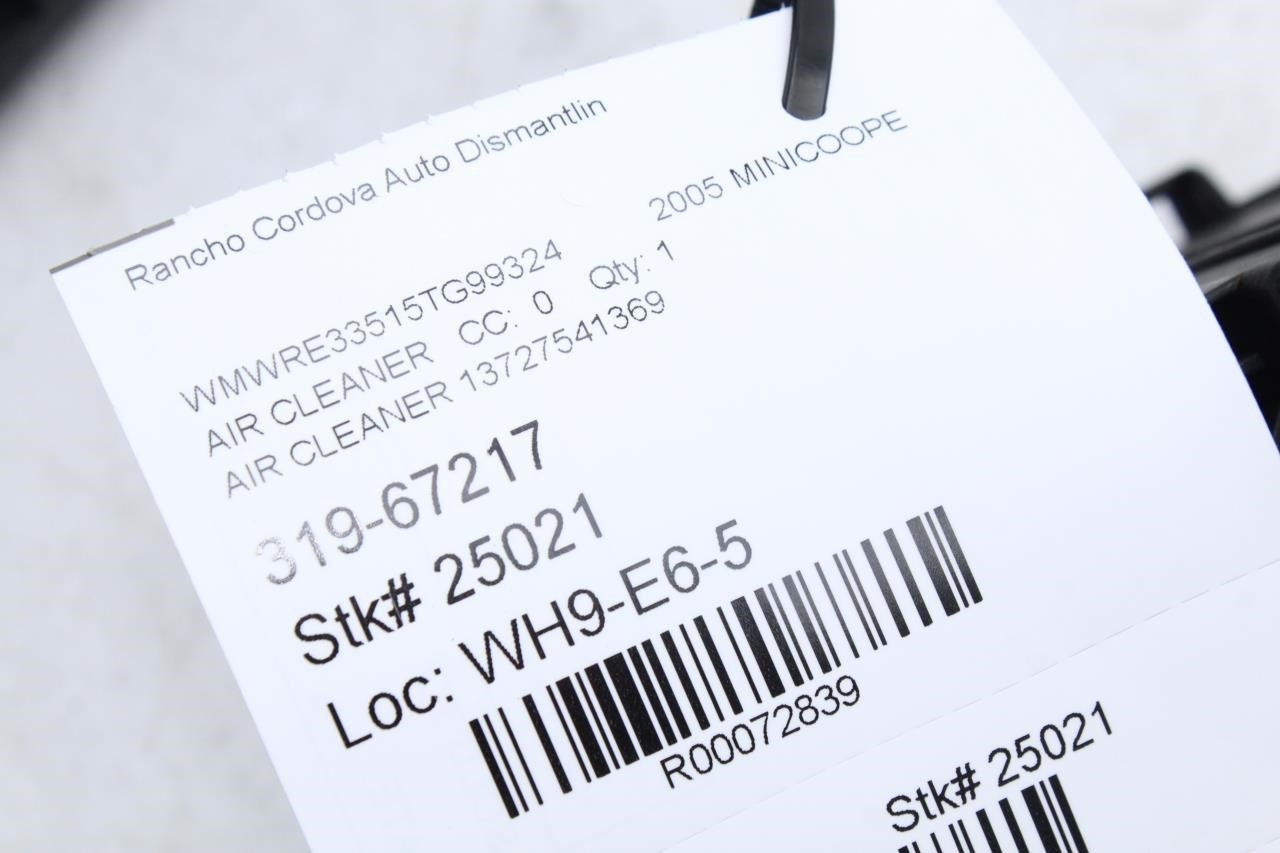 Rancho Cordova Auto Dismantlin
2005 MINICOOPE
WMWRE33515TG99324
AIR CLEANER CC: 0 Qty: 1
AIR CLEANER 13727541369
319-67217
Stk# 25021
Loc: WH9-E6-5
R00072839
Stk# 25021